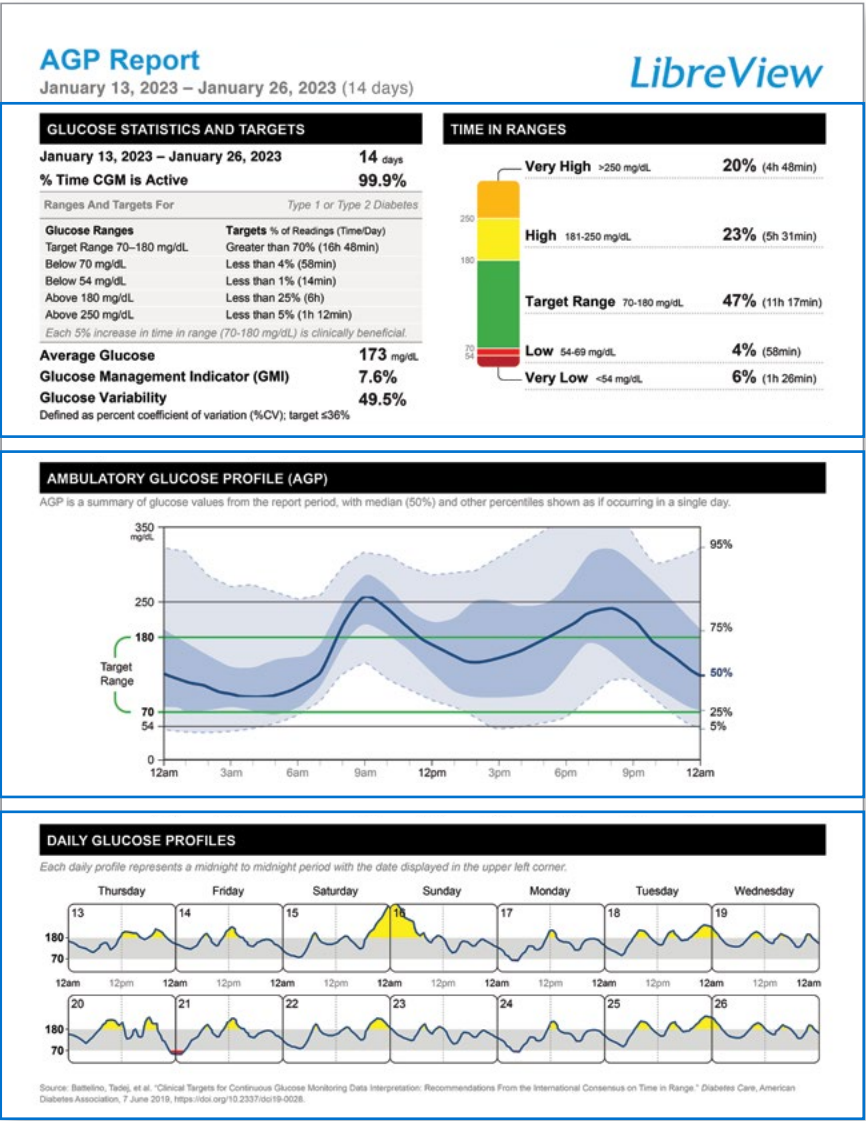 AGP Report
January 13, 2023 – January 26, 2023 (14 days)
LibreView
GLUCOSE STATISTICS AND TARGETS
January 13, 2023 – January 26, 2023 14 days
% Time CGM is Active 99.9%
Ranges And Targets For Type 1 or Type 2 Diabetes
Glucose Ranges Targets % of Readings (Time/Day)
Target Range 70–180 mg/dL Greater than 70% (16h 48min)
Below 70 mg/dL Less than 4% (58min)
Below 54 mg/dL Less than 1% (14min)
Above 180 mg/dL Less than 25% (6h)
Above 250 mg/dL Less than 5% (1h 12min)
Each 5% increase in time in range (70-180 mg/dL) is clinically beneficial.
Average Glucose 173 mg/dL
Glucose Management Indicator (GMI) 7.6%
Glucose Variability 49.5%
Defined as percent coefficient of variation (%CV); target ≤36%
TIME IN RANGES
Very High >250 mg/dL 20% (4h 48min)
250
High 181-250 mg/dL 23% (5h 31min)
180
Target Range 70-180 mg/dL 47% (11h 17min)
70
Low 54-69 mg/dL 4% (58min)
54
Very Low <54 mg/dL 6% (1h 26min)
AMBULATORY GLUCOSE PROFILE (AGP)
AGP is a summary of glucose values from the report period, with median (50%) and other percentiles shown as if occurring in a single day.
350
mg/dL
95%
250
75%
180
Target
Range
50%
70 25%
54 5%
0
12am 3am 6am 9am 12pm 3pm 6pm 9pm 12am
DAILY GLUCOSE PROFILES
Each daily profile represents a midnight to midnight period with the date displayed in the upper left corner.
Thursday Friday Saturday Sunday Monday Tuesday Wednesday
13 14 15 16 17 18 19
180
70
12am 12pm 12am 12pm 12am 12pm 12am 12pm 12am 12pm 12am 12pm 12am 12pm 12am
20 21 22 23 24 25 26
180
70
Source: Battelino, Tadej, et al. "Clinical Targets for Continuous Glucose Monitoring Data Interpretation: Recommendations From the International Consensus on Time in Range." Diabetes Care, American
Diabetes Association, 7 June 2019, https://doi.org/10.2337/dci19-0028.